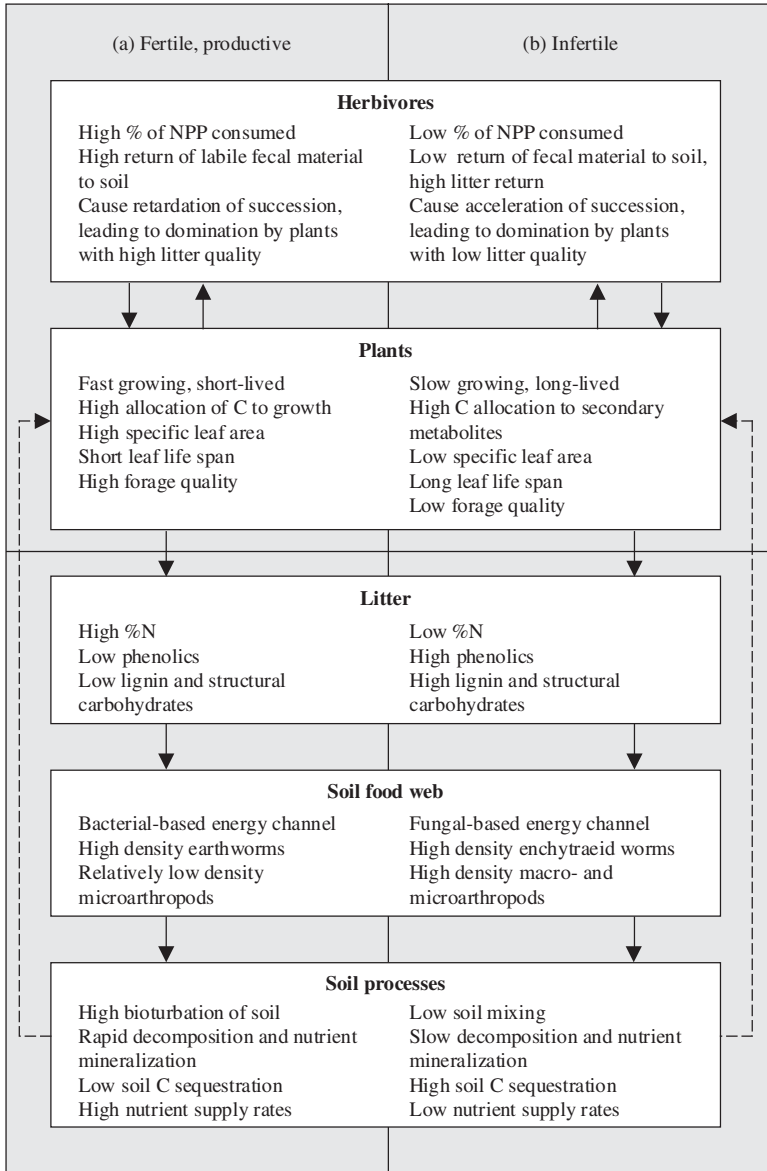 (a) Fertile, productive
(b) Infertile
Herbivores
High % of NPP consumed
High return of labile fecal material
to soil
Cause retardation of succession,
leading to domination by plants
with high litter quality
Low % of NPP consumed
Low return of fecal material to soil,
high litter return
Cause acceleration of succession,
leading to domination by plants
with low litter quality
Plants
Fast growing, short-lived
High allocation of C to growth
High specific leaf area
Short leaf life span
High forage quality
Slow growing, long-lived
High C allocation to secondary
metabolites
Low specific leaf area
Long leaf life span
Low forage quality
Litter
High %N
Low phenolics
Low lignin and structural
carbohydrates
Low %N
High phenolics
High lignin and structural
carbohydrates
Soil food web
Bacterial-based energy channel
High density earthworms
Relatively low density
microarthropods
Fungal-based energy channel
High density enchytraeid worms
High density macro- and
microarthropods
Soil processes
High bioturbation of soil
Rapid decomposition and nutrient
mineralization
Low soil C sequestration
High nutrient supply rates
Low soil mixing
Slow decomposition and nutrient
mineralization
High soil C sequestration
Low nutrient supply rates